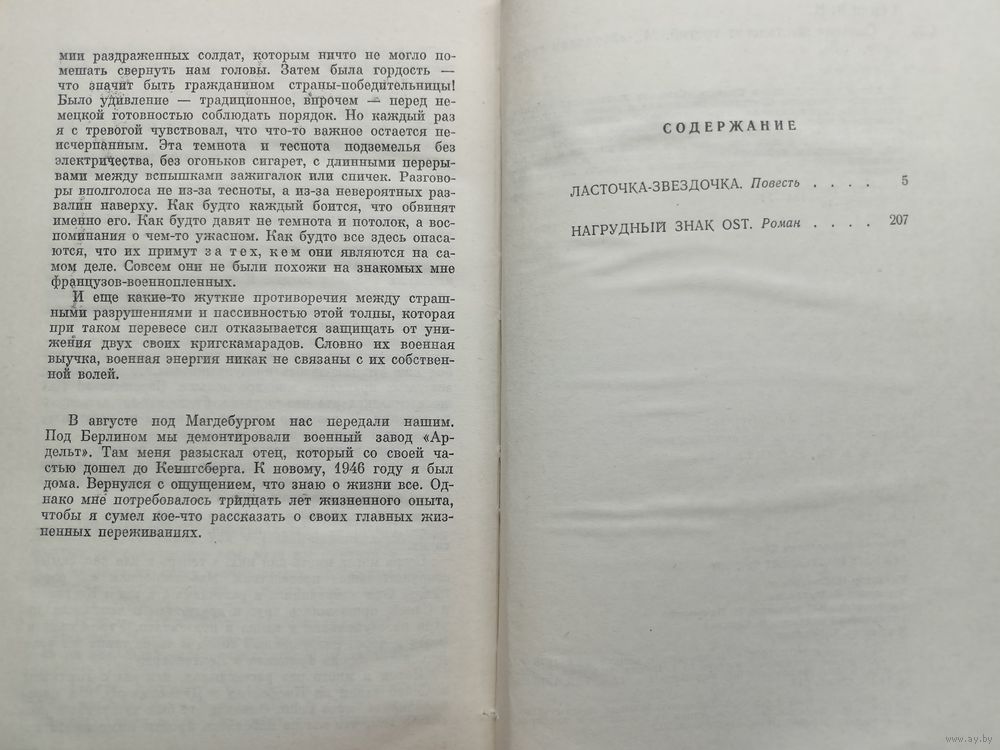 мии раздраженных солдат, которым ничто не могло по-
мешать свернуть нам головы. Затем была гордость —
что значит быть гражданином страны-победительницы!
Было удивление — традиционное, впрочем — перед не-
мецкой готовностью соблюдать порядок. Но каждый раз
я с тревогой чувствовал, что что-то важное остается не-
исчерпанным. Эта темнота и теснота подземелья без
электричества, без огоньков сигарет, с длинными переры-
вами между вспышками зажигалок или спичек. Разгово-
ры вполголоса не из-за тесноты, а из-за невероятных раз-
валин наверху. Как будто каждый боится, что обвинят
именно его. Как будто давят не темнота и потолок, а вос-
поминания о чем-то ужасном. Как будто все здесь опаса-
ются, что их примут за тех, кем они являются на са-
мом деле. Совсем они не были похожи на знакомых мне
французов-военнопленных.
И еще какие-то жуткие противоречия между страш-
ными разрушениями и пассивностью этой толпы, которая
при таком перевесе сил отказывается защищать от уни-
жения двух своих кригскамарадов. Словно их военная
выучка, военная энергия никак не связаны с их собствен-
ной волей.
В августе под Магдебургом нас передали нашим.
Под Берлином мы демонтировали военный завод «Ар-
дельт». Там меня разыскал отец, который со своей ча-
стью дошел до Кенигсберга. К новому, 1946 году я был
дома. Вернулся с ощущением, что знаю о жизни все. Од-
нако мне потребовалось тридцать лет жизненного опыта,
чтобы я сумел кое-что рассказать о своих главных жиз-
ненных переживаниях.
СОДЕРЖАНИЕ
ЛАСТОЧКА-ЗВЕЗДОЧКА. Повесть . . . . 5
НАГРУДНЫЙ ЗНАК OST. Роман . . . . 207
www.ay.by